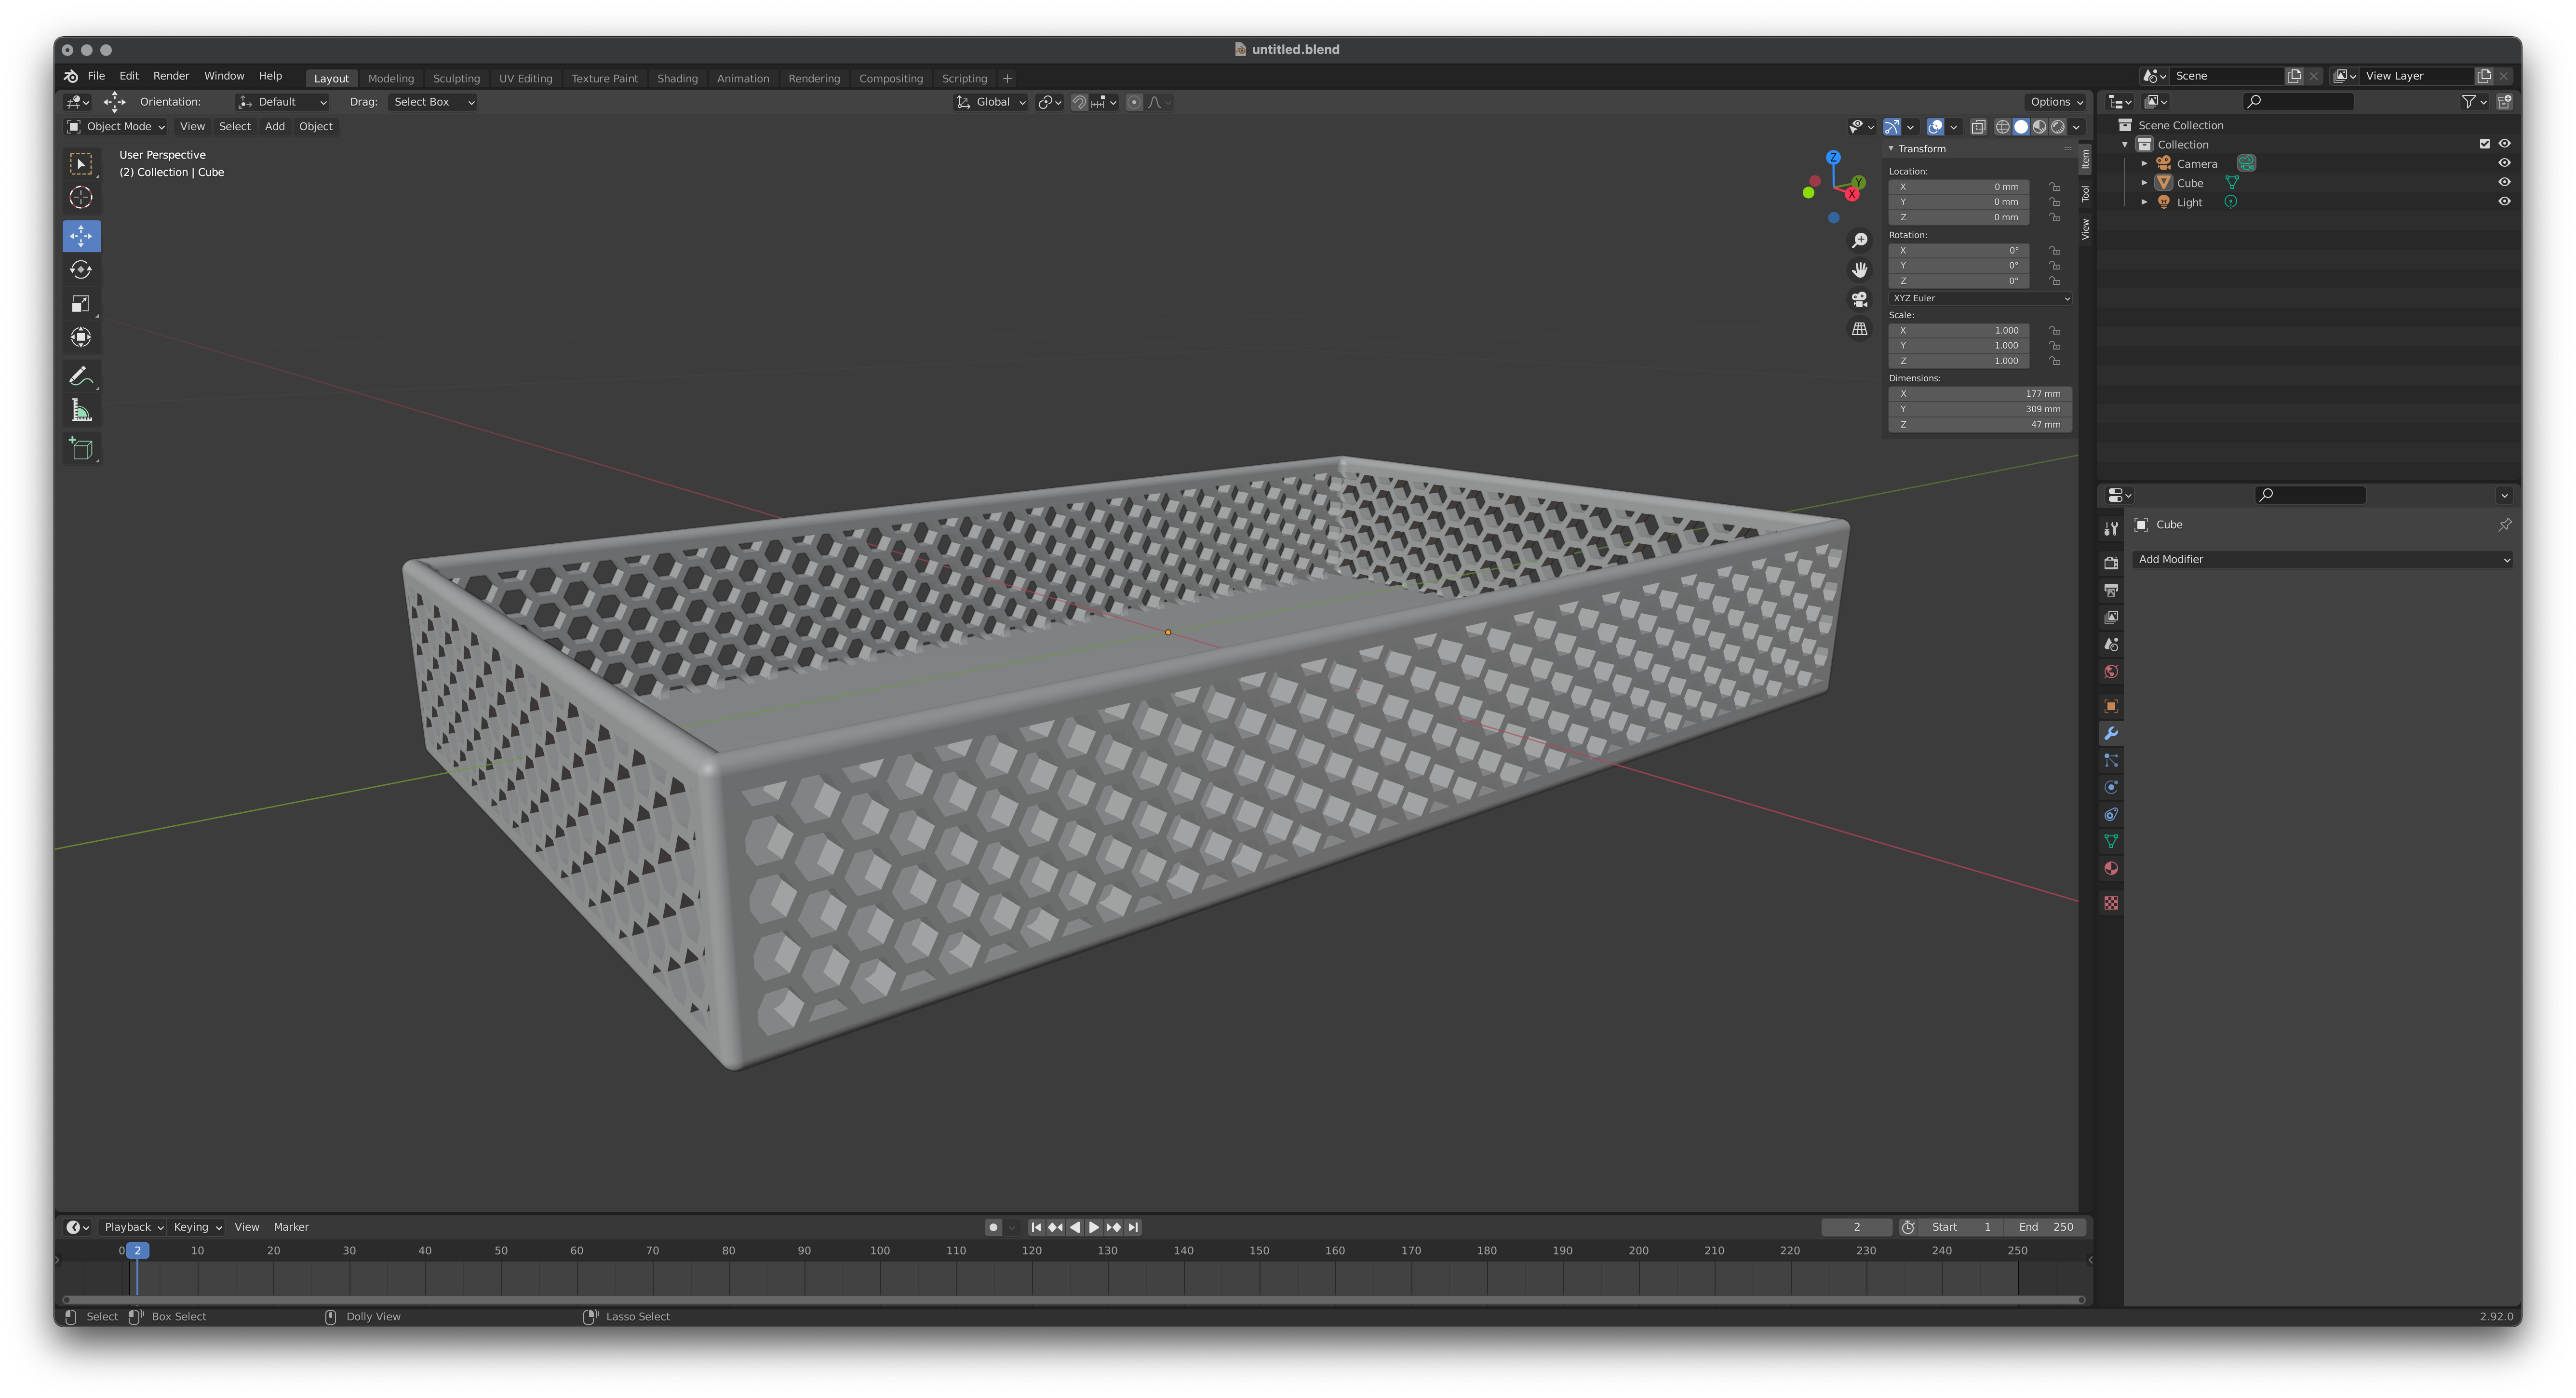 untitled.blend
File Edit Render Window Help Layout Modeling Sculpting UV Editing Texture Paint Shading Animation Rendering Compositing Scripting + Scene View Layer
Orientation: Default Drag: Select Box Global Options
Object Mode View Select Add Object
User Perspective
(2) Collection | Cube
Z
Y
X
Transform
Location:
X 0 mm
Y 0 mm
Z 0 mm
Rotation:
X 0°
Y 0°
Z 0°
XYZ Euler
Scale:
X 1.000
Y 1.000
Z 1.000
Dimensions:
X 177 mm
Y 309 mm
Z 47 mm
Item
Tool
View
Scene Collection
Collection
Camera
Cube
Light
Cube
Add Modifier
Playback Keying View Marker 2 Start 1 End 250
0 2 10 20 30 40 50 60 70 80 90 100 110 120 130 140 150 160 170 180 190 200 210 220 230 240 250
Select Box Select Dolly View Lasso Select 2.92.0